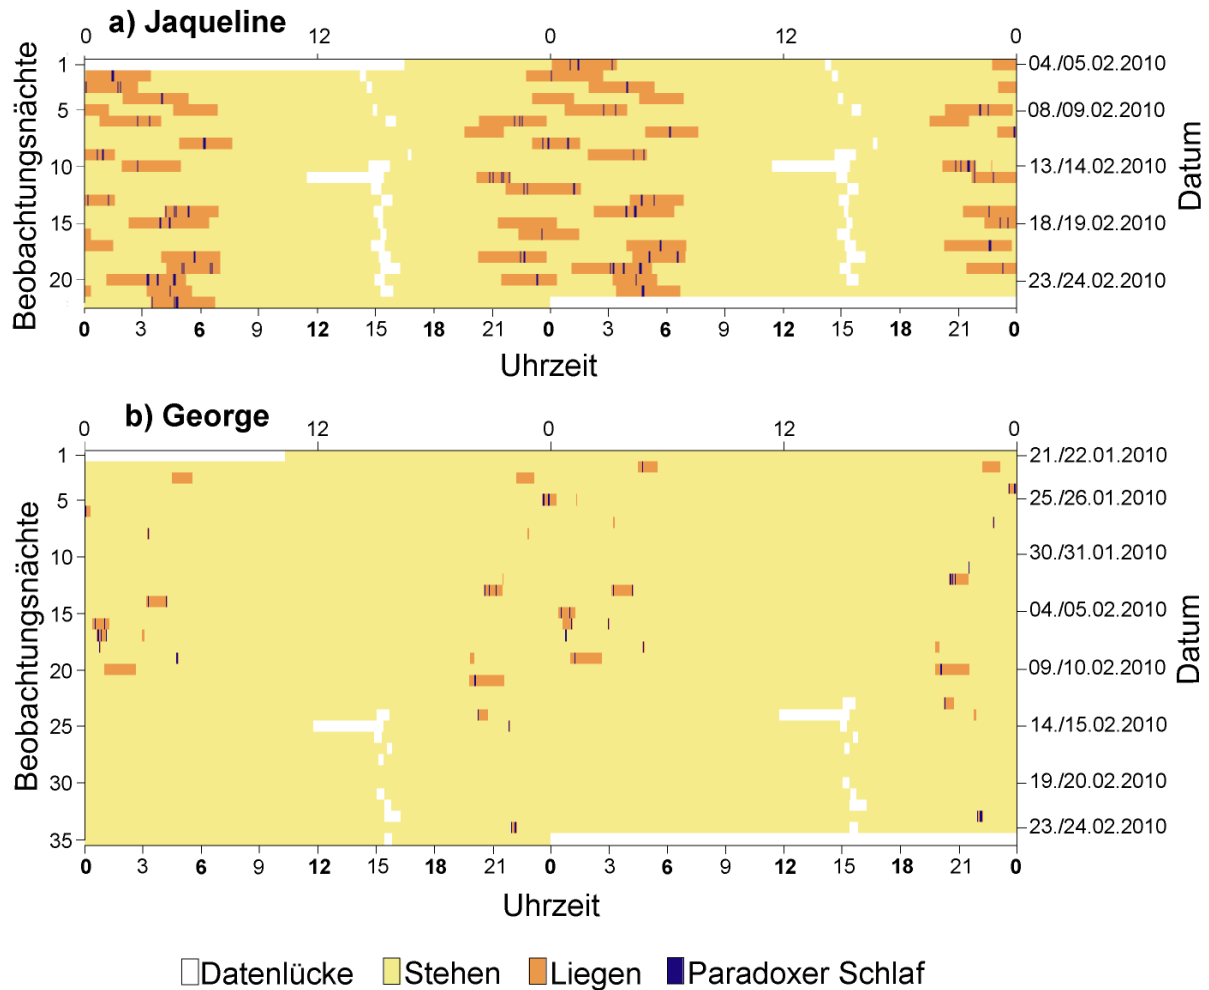 a) Jaqueline
0 12 0 12 0
Beobachtungsnächte
1
5
10
15
20
04./05.02.2010
08./09.02.2010
13./14.02.2010
18./19.02.2010
23./24.02.2010
Datum
0 3 6 9 12 15 18 21 0 3 6 9 12 15 18 21 0
Uhrzeit
b) George
0 12 0 12 0
Beobachtungsnächte
1
5
10
15
20
25
30
35
21./22.01.2010
25./26.01.2010
30./31.01.2010
04./05.02.2010
09./10.02.2010
14./15.02.2010
19./20.02.2010
23./24.02.2010
Datum
0 3 6 9 12 15 18 21 0 3 6 9 12 15 18 21 0
Uhrzeit
Datenlücke Stehen Liegen Paradoxer Schlaf